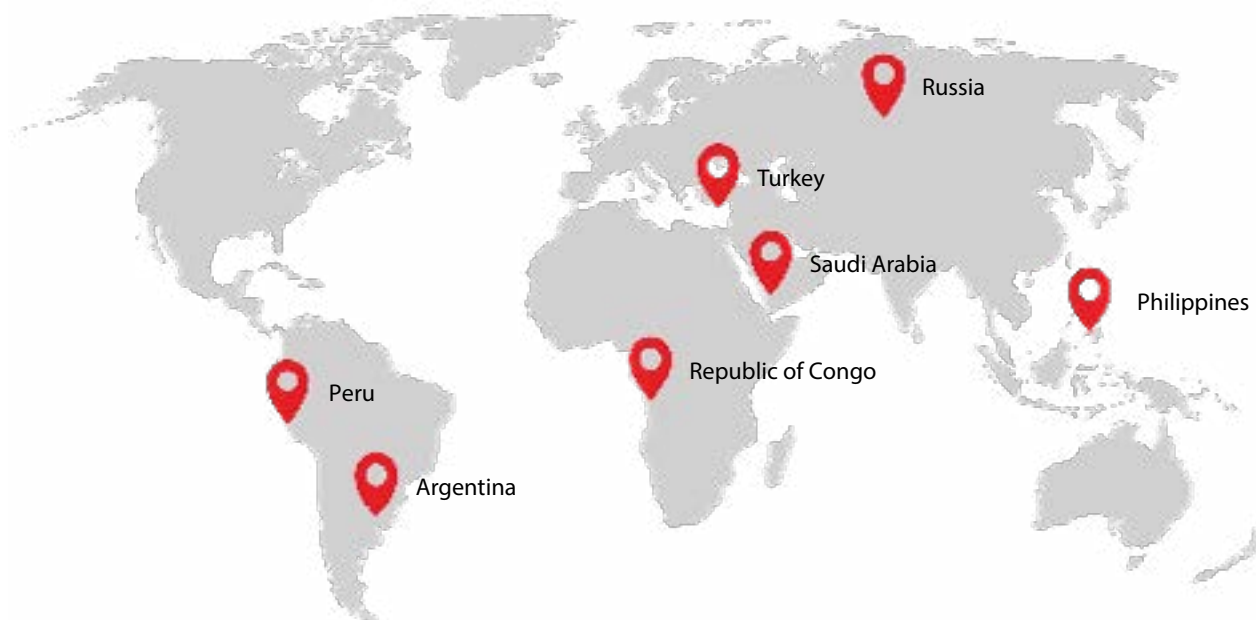 Russia
Turkey
Saudi Arabia
Philippines
Republic of Congo
Peru
Argentina